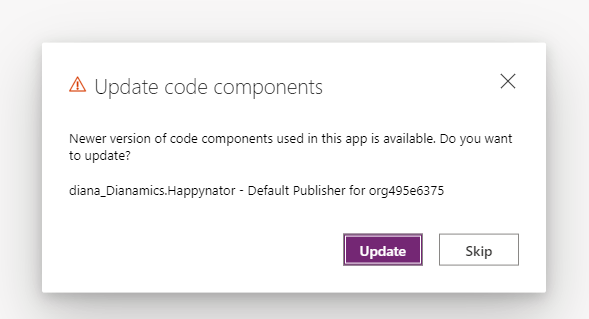 Update code components
Newer version of code components used in this app is available. Do you want
to update?
diana_Dianamics.Happynator - Default Publisher for org495e6375
Update
Skip